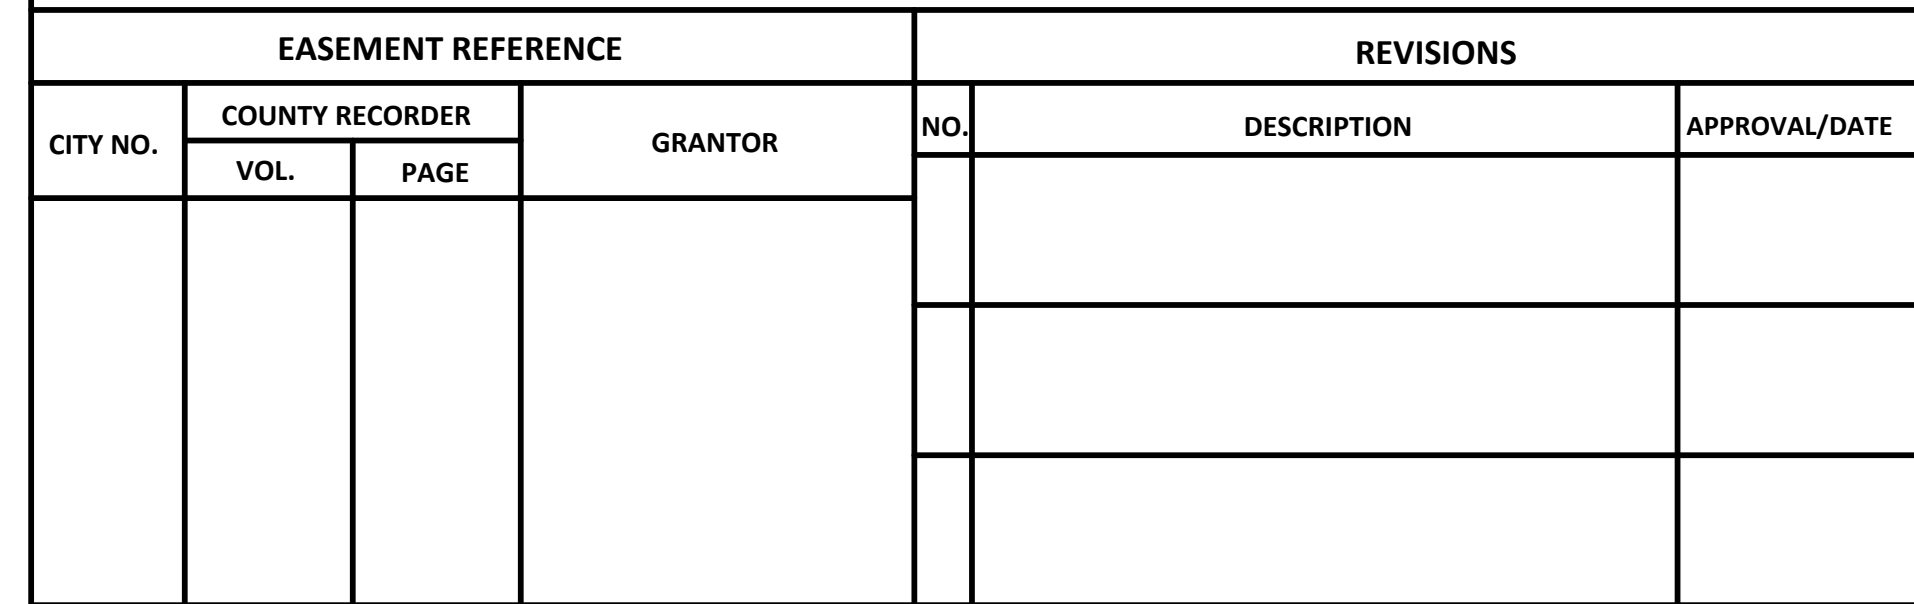 EASEMENT REFERENCE
REVISIONS
CITY NO.
COUNTY RECORDER
VOL.
PAGE
GRANTOR
NO.
DESCRIPTION
APPROVAL/DATE